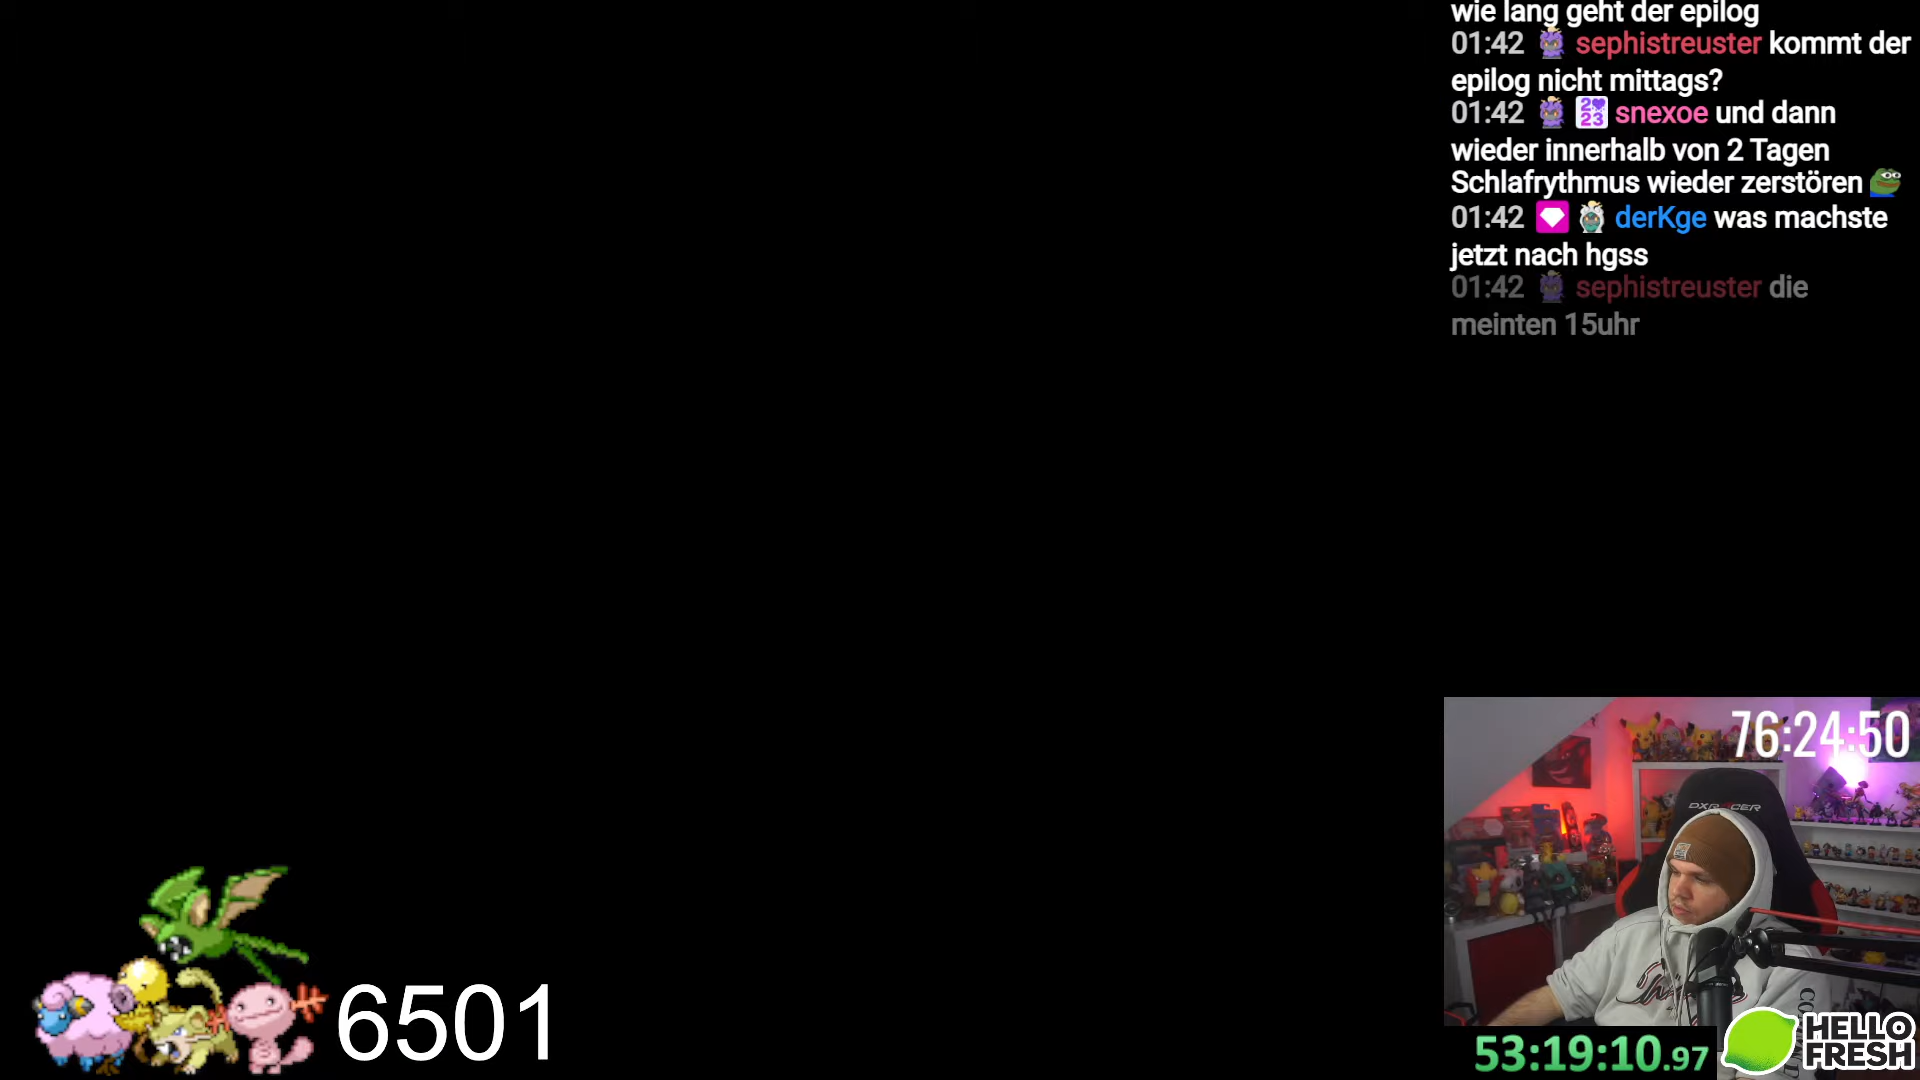 wie lang geht der epilog
01:42 sephistreuster kommt der
epilog nicht mittags?
01:42 snexoe und dann
wieder innerhalb von 2 Tagen
Schlafrythmus wieder zerstören
01:42 derKge was machste
jetzt nach hgss
01:42 sephistreuster die
meinten 15uhr
76:24:50
DXRACER
6501
53:19:10.97
HELLO
FRESH